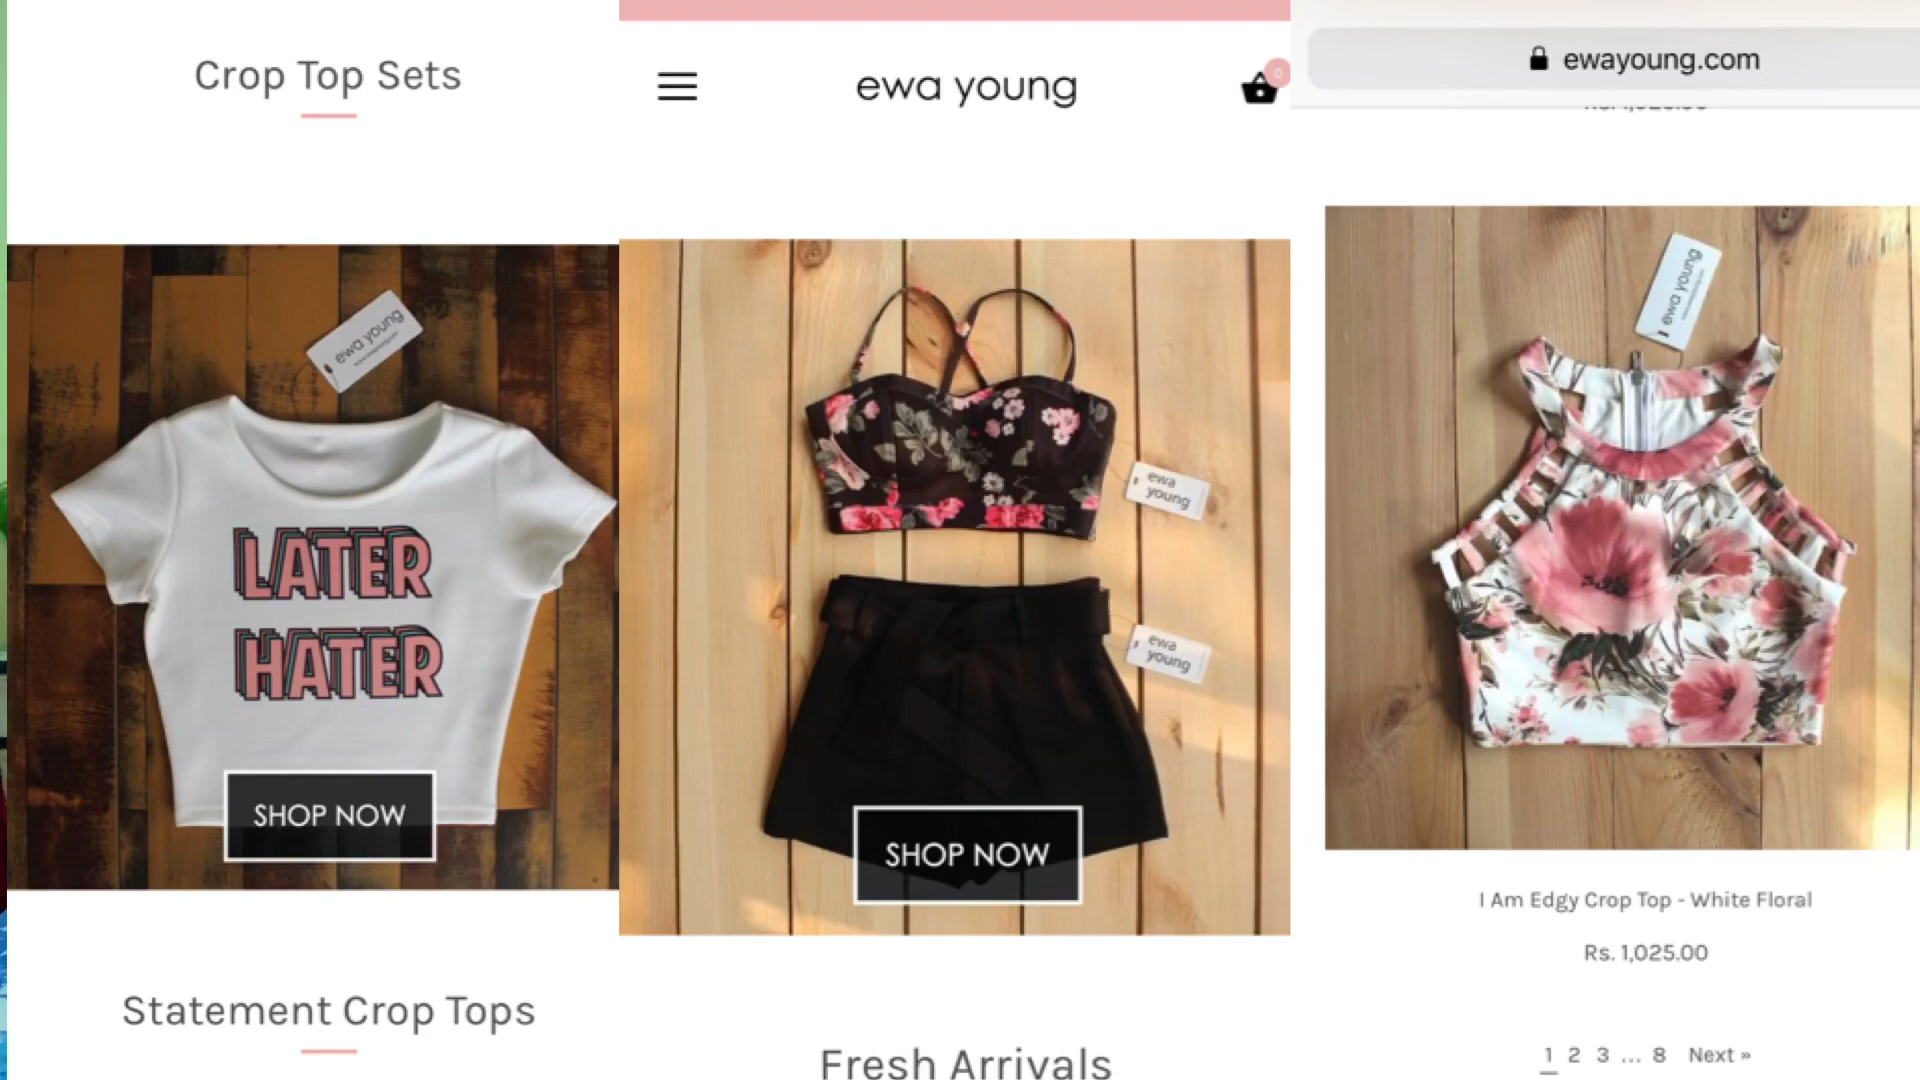 Crop Top Sets
ewa young
LATER
HATER
SHOP NOW
Statement Crop Tops
ewa young
0
ewa
young
ewa
young
SHOP NOW
Fresh Arrivals
ewayoung.com
ewa young
I Am Edgy Crop Top - White Floral
Rs. 1,025.00
1 2 3 ... 8 Next »